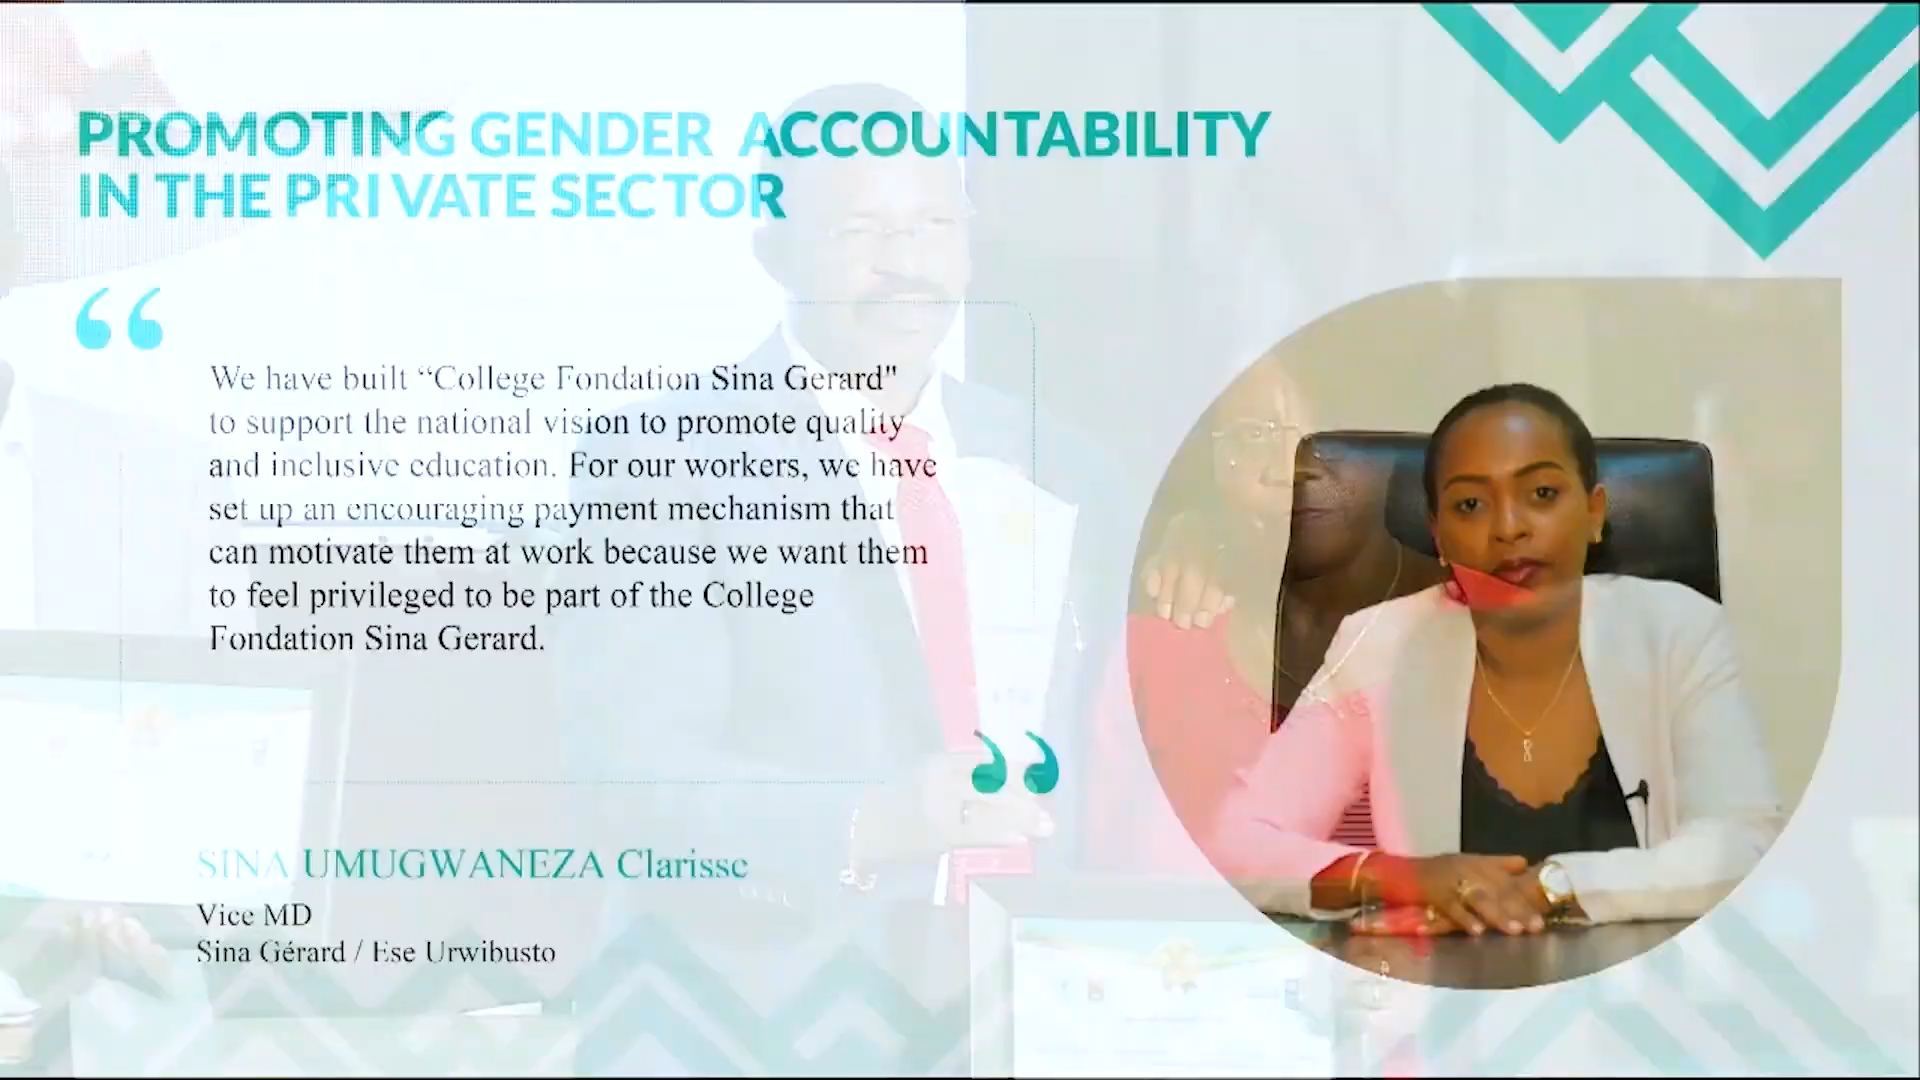 PROMOTING GENDER ACCOUNTABILITY
IN THE PRIVATE SECTOR
“
We have built “College Fondation Sina Gerard"
to support the national vision to promote quality
and inclusive education. For our workers, we have
set up an encouraging payment mechanism that
can motivate them at work because we want them
to feel privileged to be part of the College
Fondation Sina Gerard.
”
SINA UMUGWANEZA Clarisse
Vice MD
Sina Gérard / Ese Urwibusto